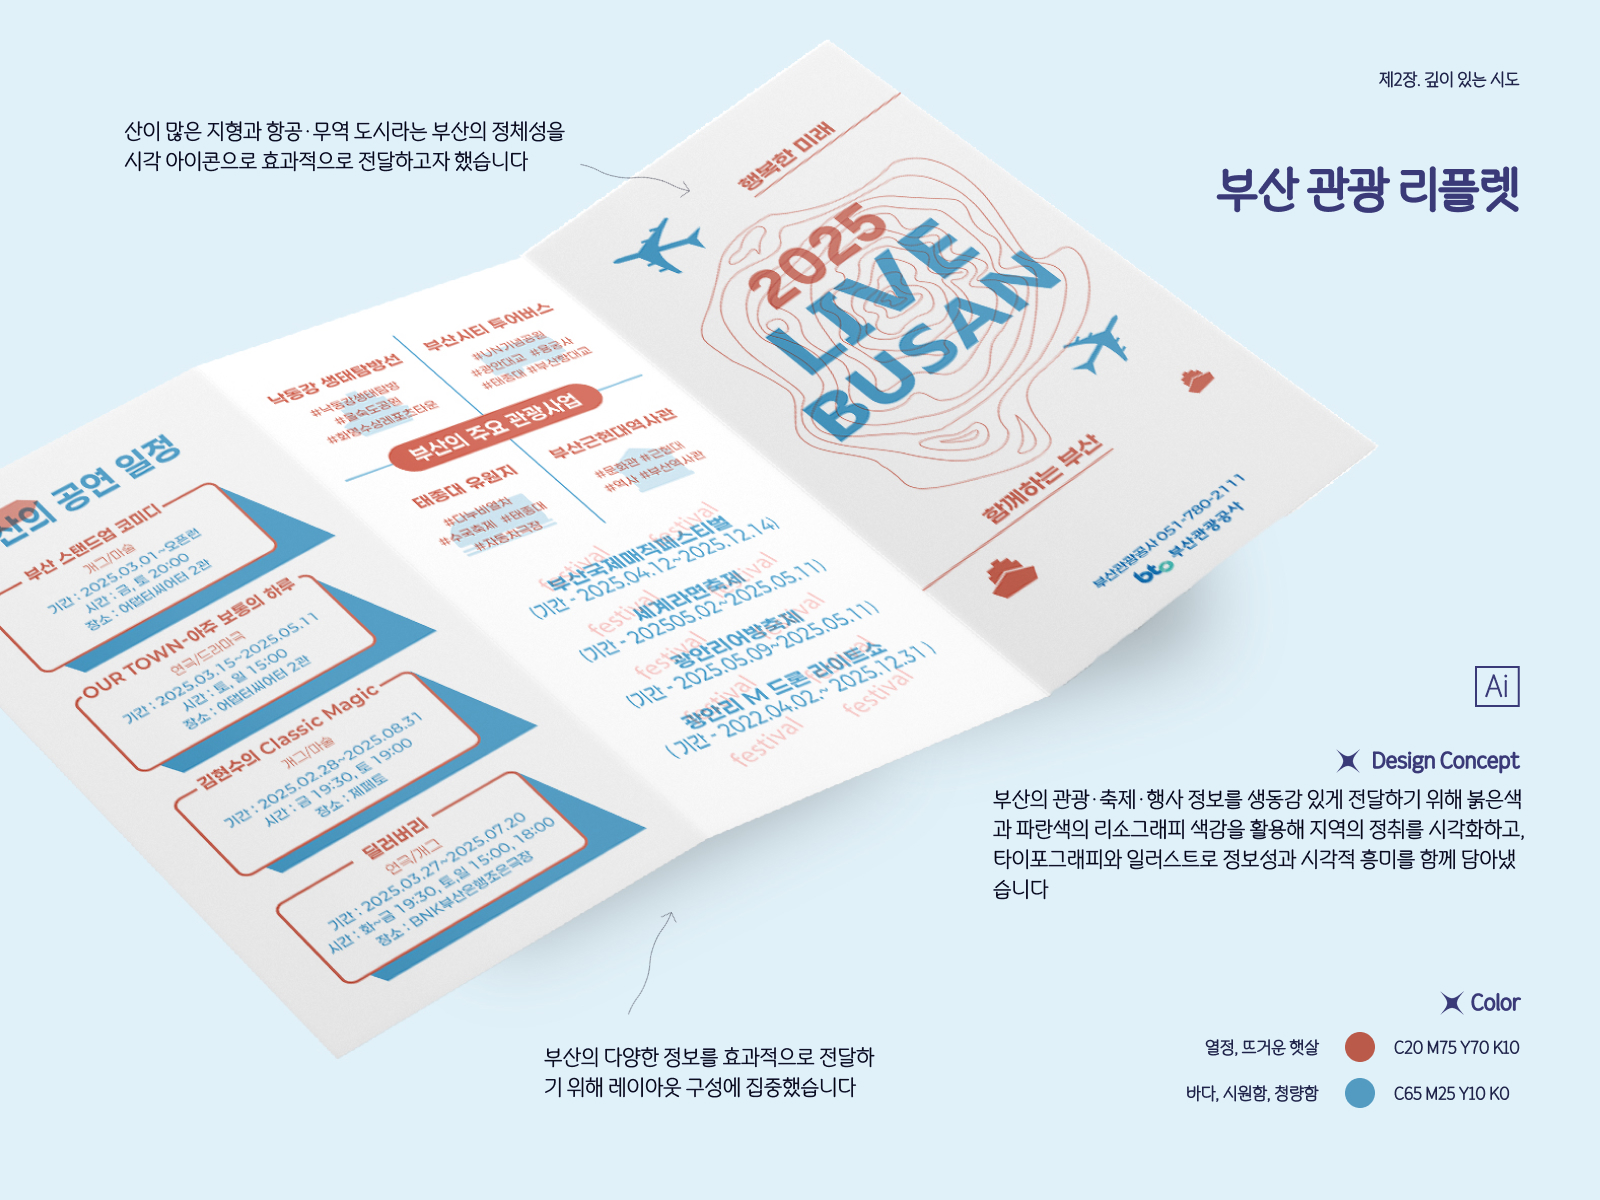 제2장. 깊이 있는 시도
부산 관광 리플렛
산이 많은 지형과 항공·무역 도시라는 부산의 정체성을
시각 아이콘으로 효과적으로 전달하고자 했습니다
행복한 미래
2025
LIVE
BUSAN
함께하는 부산
부산관광공사 051-780-2111
bto 부산관광공사
낙동강 생태탐방선
#낙동강생태탐방
#을숙도공원
#화명수상레포츠타운
부산시티 투어버스
#UN기념공원
#광안대교 #용궁사
#태종대 #부산항대교
부산의 주요 관광사업
태종대 유원지
#다누비열차
#수국축제 #태종대
#자동차극장
부산근현대역사관
#문화관 #근현대
#역사 #부산역사관
festival
festival
부산국제매직페스티벌
(기간 - 2025.04.12~2025.12.14)
festival
festival
세계라면축제
(기간 - 202505.02~2025.05.11)
festival
festival
광안리어방축제
(기간 - 2025.05.09~2025.05.11)
festival
festival
광안리 M 드론 라이트쇼
( 기간 - 2022.04.02.~ 2025.12.31 )
festival
festival
산의 공연 일정
부산 스탠드업 코미디
개그/마술
기간 : 2025.03.01~오픈런
시간 : 금, 토 20:00
장소 : 어댑터씨어터 2관
OUR TOWN-아주 보통의 하루
연극/드라마극
기간 : 2025.03.15~2025.05.11
시간 : 토, 일 15:00
장소 : 어댑터씨어터 2관
김현수의 Classic Magic
개그/마술
기간 : 2025.02.28~2025.08.31
시간 : 금 19:30, 토 19:00
장소 : 제페토
딜러버리
연극/개그
기간 : 2025.03.27~2025.07.20
시간 : 화~금 19:30, 토,일 15:00, 18:00
장소 : BNK부산은행조은극장
Ai
Design Concept
부산의 관광·축제·행사 정보를 생동감 있게 전달하기 위해 붉은색
과 파란색의 리소그래피 색감을 활용해 지역의 정취를 시각화하고,
타이포그래피와 일러스트로 정보성과 시각적 흥미를 함께 담아냈
습니다
부산의 다양한 정보를 효과적으로 전달하
기 위해 레이아웃 구성에 집중했습니다
Color
열정, 뜨거운 햇살 C20 M75 Y70 K10
바다, 시원함, 청량함 C65 M25 Y10 K0